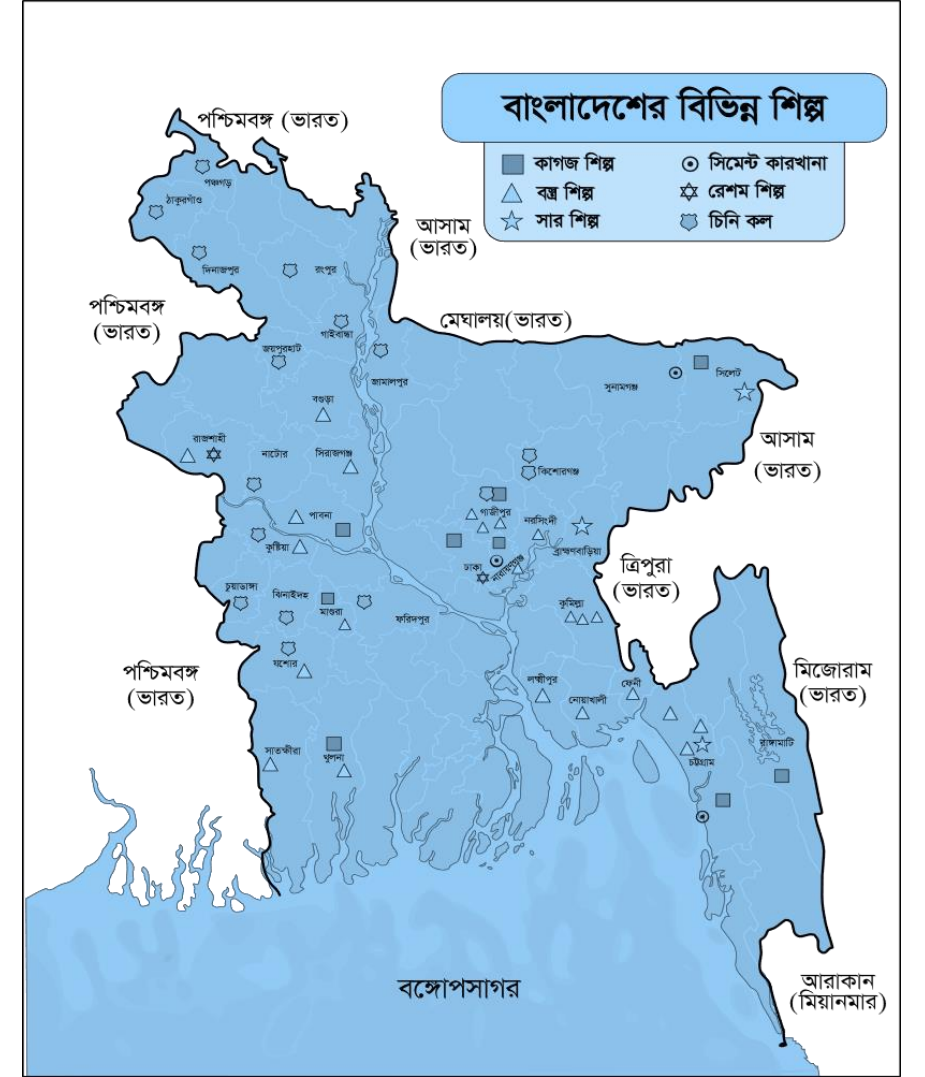 বাংলাদেশের বিভিন্ন শিল্প
কাগজ শিল্প
সিমেন্ট কারখানা
বস্ত্র শিল্প
রেশম শিল্প
সার শিল্প
চিনি কল
পশ্চিমবঙ্গ (ভারত)
পঞ্চগড়
ঠাকুরগাঁও
আসাম
(ভারত)
দিনাজপুর
রংপুর
পশ্চিমবঙ্গ
(ভারত)
মেঘালয়(ভারত)
গাইবান্ধা
জয়পুরহাট
জামালপুর
সুনামগঞ্জ
সিলেট
বগুড়া
রাজশাহী
নাটোর
সিরাজগঞ্জ
আসাম
(ভারত)
কিশোরগঞ্জ
গাজীপুর
নরসিংদী
পাবনা
কুষ্টিয়া
ব্রাহ্মণবাড়িয়া
ঢাকা
নারায়ণগঞ্জ
ত্রিপুরা
(ভারত)
চুয়াডাঙ্গা
ঝিনাইদহ
মাগুরা
ফরিদপুর
কুমিল্লা
যশোর
পশ্চিমবঙ্গ
(ভারত)
মিজোরাম
(ভারত)
লক্ষ্মীপুর
নোয়াখালী
ফেনী
সাতক্ষীরা
খুলনা
রাঙ্গামাটি
চট্টগ্রাম
বঙ্গোপসাগর
আরাকান
(মিয়ানমার)